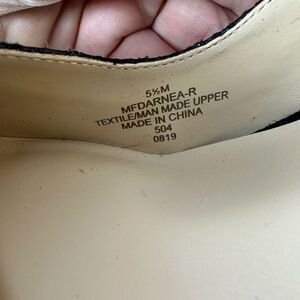 5½M
MFDARNEA-R
TEXTILE/MAN MADE UPPER
MADE IN CHINA
504
0819